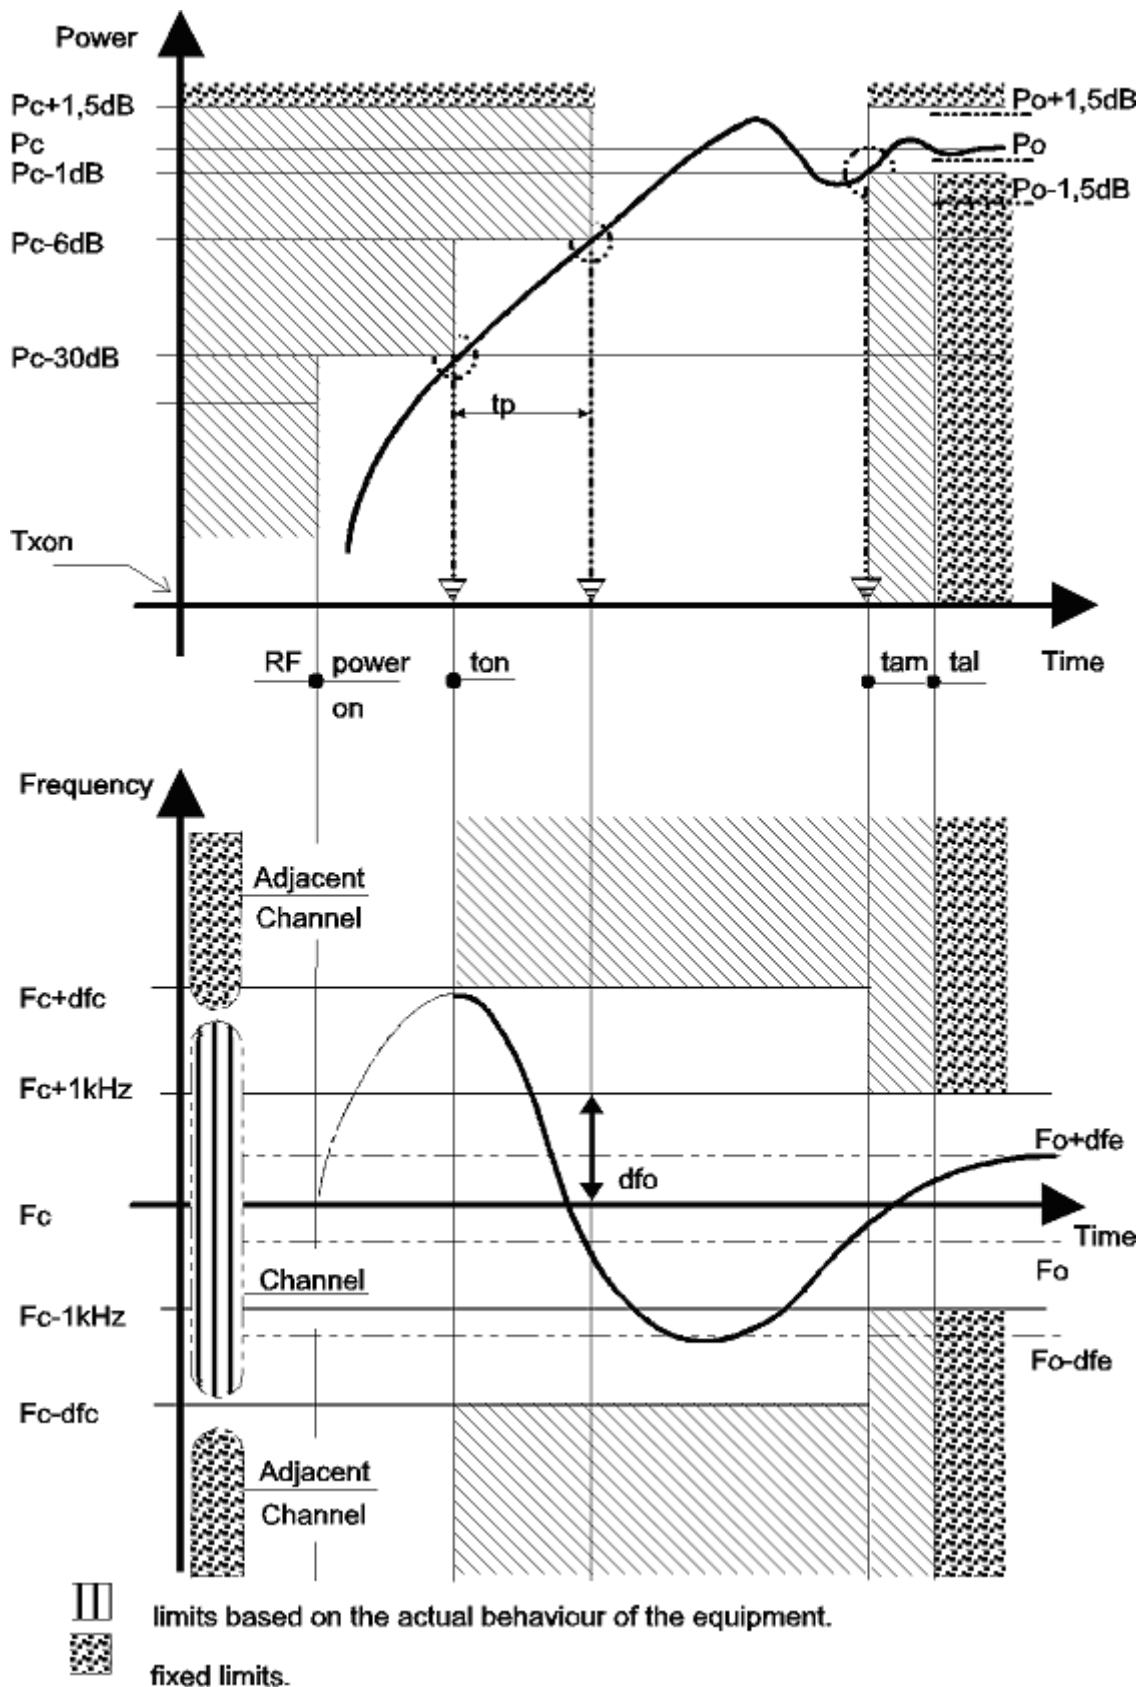 Power
Pc+1,5dB
Po+1,5dB
Pc
Po
Pc-1dB
Po-1,5dB
Pc-6dB
Pc-30dB
tp
Txon
RF power on
ton
tam
tal
Time
Frequency
Adjacent
Channel
Fc+dfc
Fc+1kHz
Fo+dfe
dfo
Fc
Time
Fo
Channel
Fc-1kHz
Fo-dfe
Fc-dfc
Adjacent
Channel
limits based on the actual behaviour of the equipment.
fixed limits.